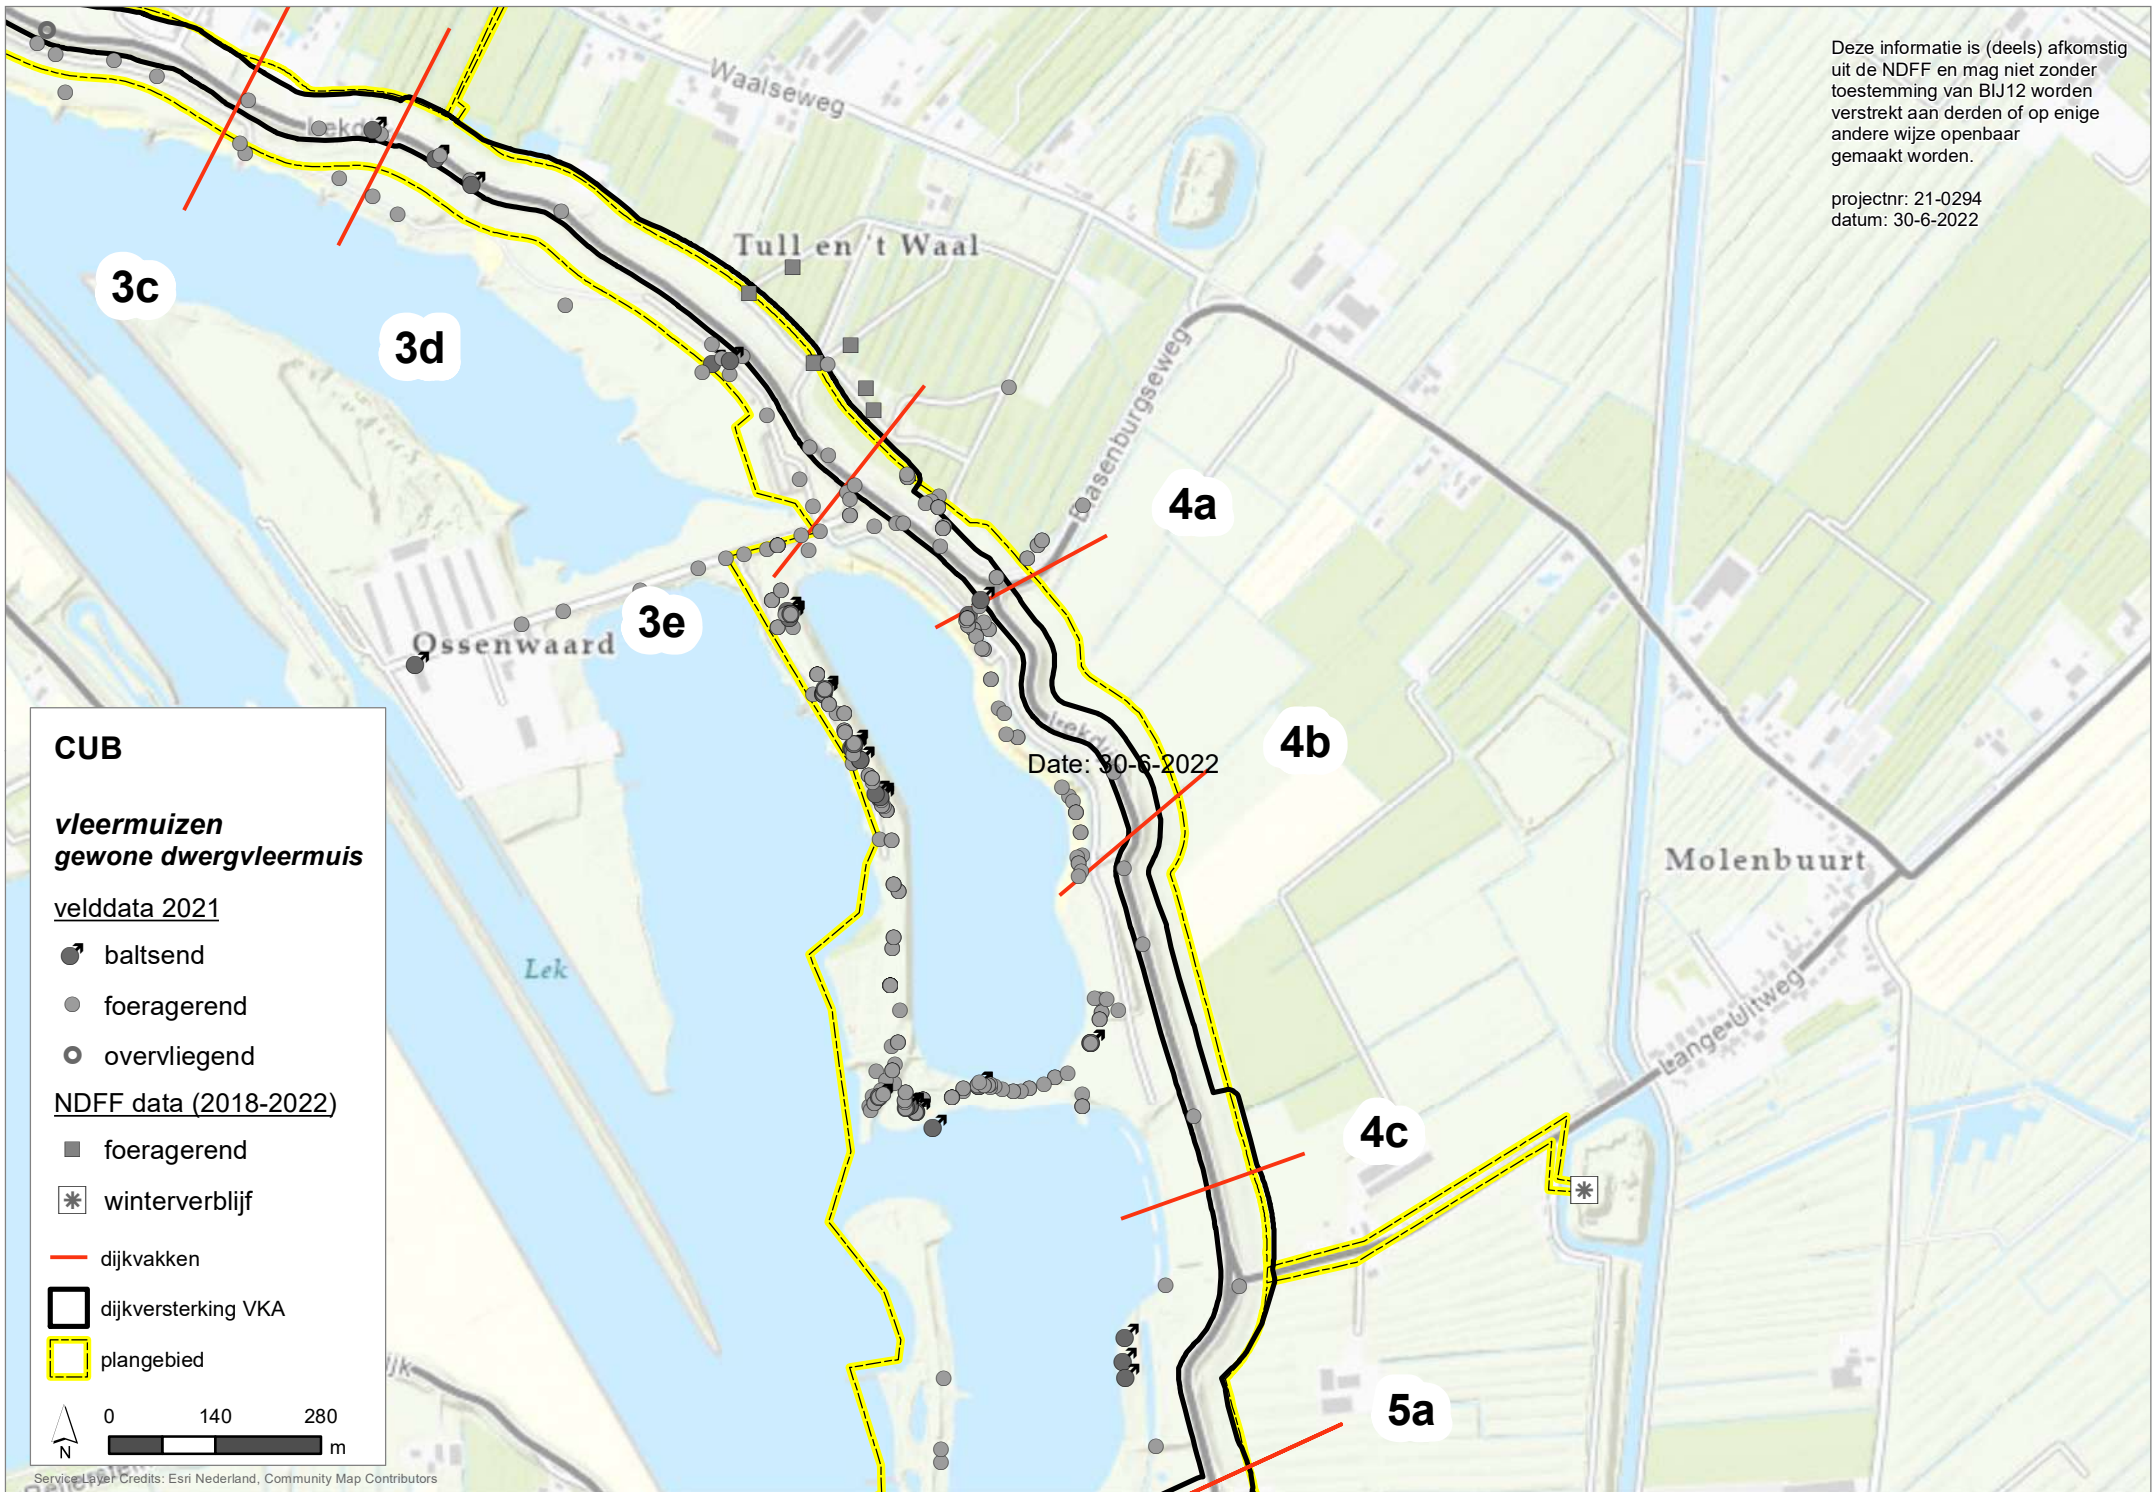 Deze informatie is (deels) afkomstig
uit de NDFF en mag niet zonder
toestemming van BIJ12 worden
verstrekt aan derden of op enige
andere wijze openbaar
gemaakt worden.
projectnr: 21-0294
datum: 30-6-2022
Waalseweg
Tull en 't Waal
3c
3d
Basenburgseweg
4a
3e
Ossenwaard
4b
Date: 30-6-2022
Molenbuurt
Lek
Lange Uitweg
4c
5a
CUB
vleermuizen
gewone dwergvleermuis
velddata 2021
baltsend
foeragerend
overvliegend
NDFF data (2018-2022)
foeragerend
winterverblijf
dijkvakken
dijkversterking VKA
plangebied
0 140 280
m
N
Service Layer Credits: Esri Nederland, Community Map Contributors